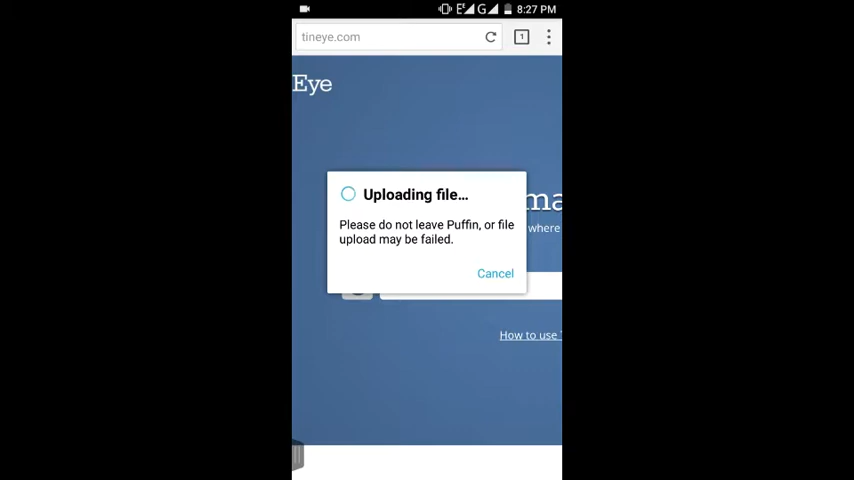 8:27 PM
tineye.com
1
Eye
Uploading file...
Please do not leave Puffin, or file
upload may be failed.
where
Cancel
How to use